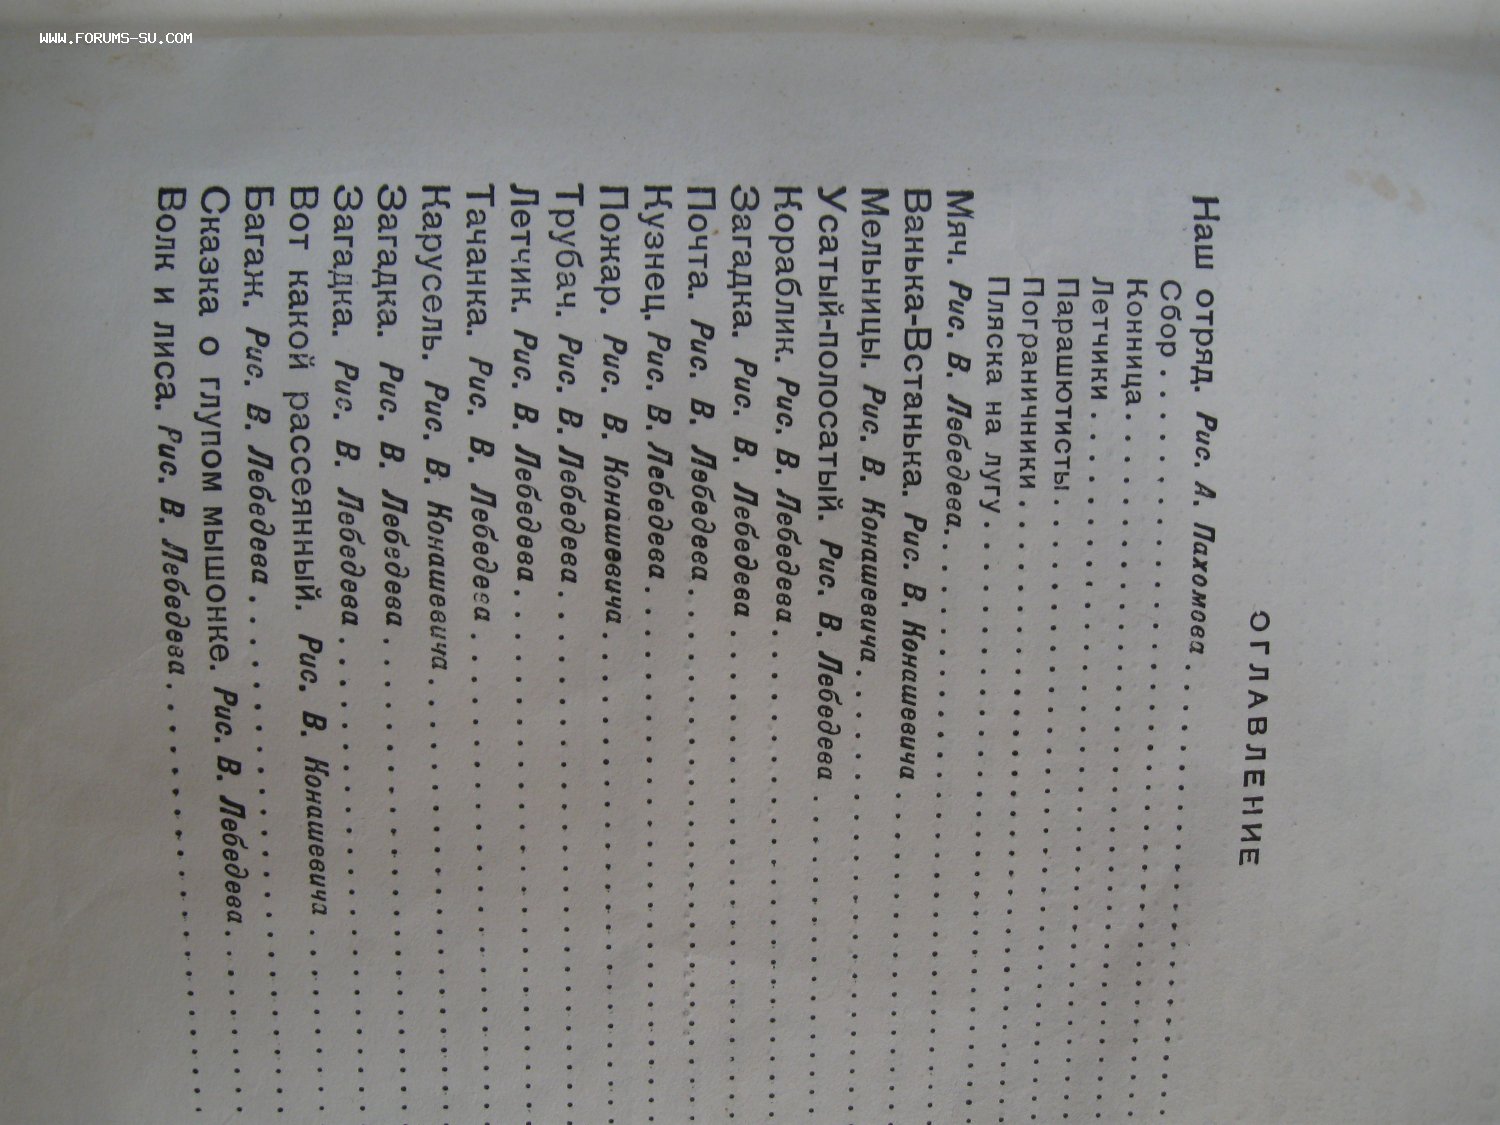 WWW.FORUMS-SU.COM
ОГЛАВЛЕНИЕ
Наш отряд. Рис. А. Пахомова
Сбор
Конница
Летчики
Парашютисты
Пограничники
Пляска на лугу
Мяч. Рис. В. Лебедева
Ванька-Встанька. Рис. В. Конашевича
Мельницы. Рис. В. Конашевича
Усатый-полосатый. Рис. В. Лебедева
Кораблик. Рис. В. Лебедева
Загадка. Рис. В. Лебедева
Почта. Рис. В. Лебедева
Кузнец. Рис. В. Лебедева
Пожар. Рис. В. Конашевича
Трубач. Рис. В. Лебедева
Летчик. Рис. В. Лебедева
Тачанка. Рис. В. Лебедева
Карусель. Рис. В. Конашевича
Загадка. Рис. В. Лебедева
Загадка. Рис. В. Лебедева
Вот какой рассеянный. Рис. В. Конашевича
Багаж. Рис. В. Лебедева
Сказка о глупом мышонке. Рис. В. Лебедева
Волк и лиса. Рис. В. Лебедева